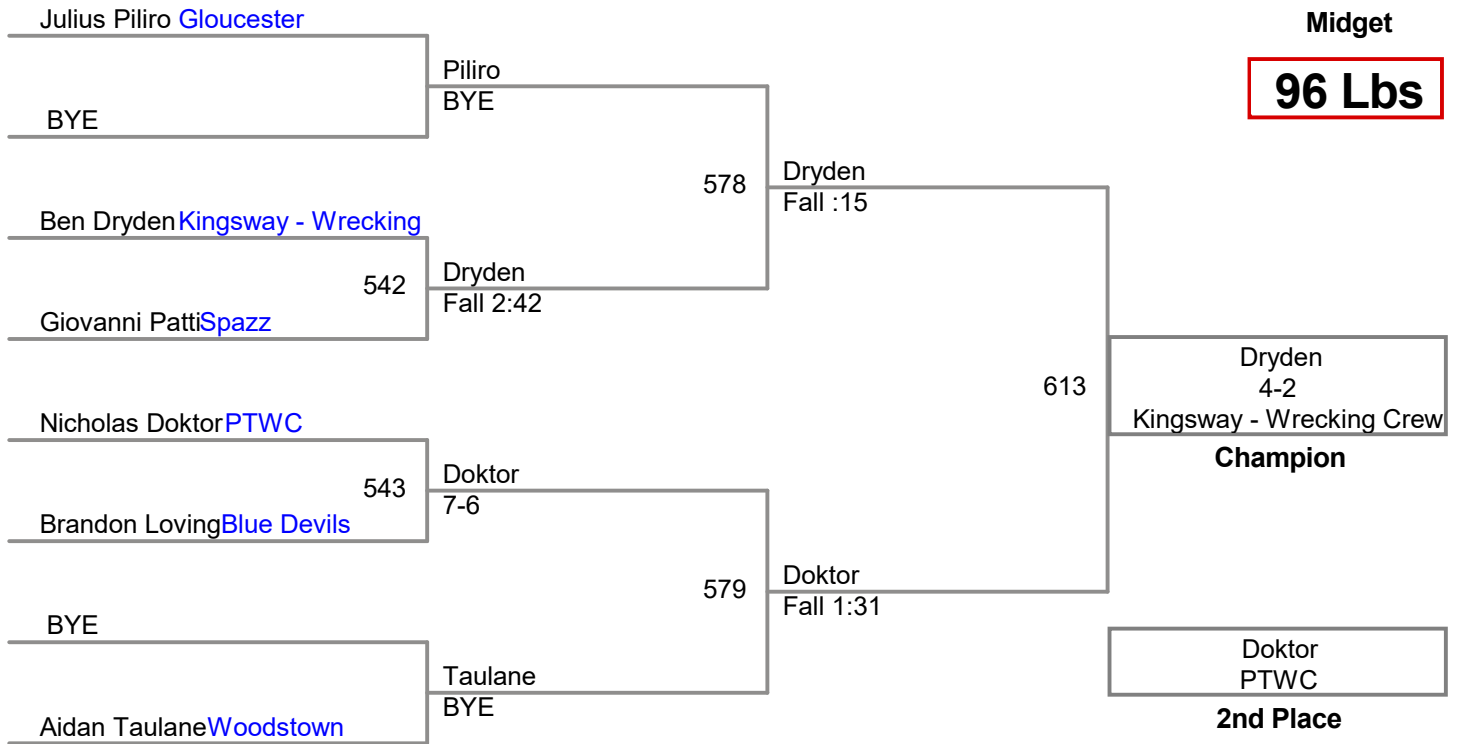 Julius Piliro Gloucester
Midget
Piliro
BYE
96 Lbs
BYE
578
Dryden
Fall :15
Ben Dryden Kingsway - Wrecking
542
Dryden
Fall 2:42
Giovanni Patti Spazz
613
Dryden
4-2
Kingsway - Wrecking Crew
Champion
Nicholas Doktor PTWC
543
Doktor
7-6
Brandon Loving Blue Devils
579
Doktor
Fall 1:31
BYE
Doktor
PTWC
2nd Place
Taulane
BYE
Aidan Taulane Woodstown